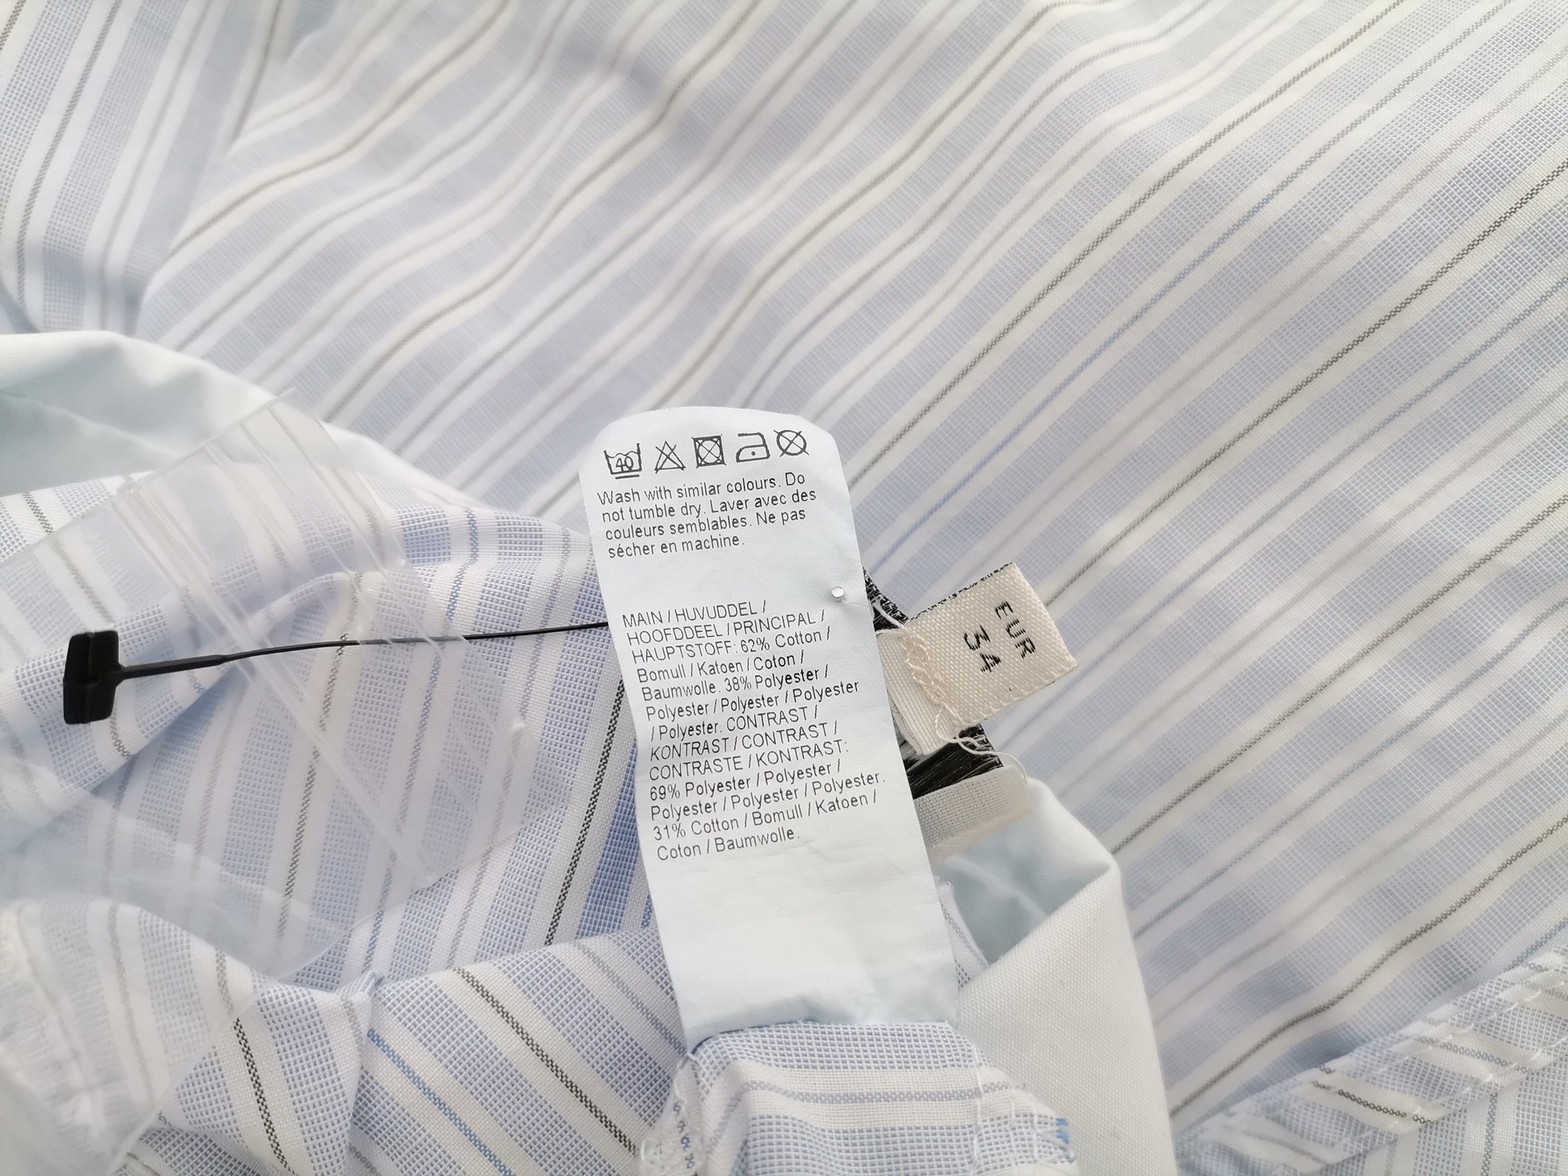 40
Wash with similar colours. Do
not tumble dry. Laver avec des
couleurs semblables. Ne pas
sécher en machine.
MAIN / HUVUDDEL /
HOOFDDEEL / PRINCIPAL /
HAUPTSTOFF: 62% Cotton /
Bomull / Katoen / Coton /
Baumwolle. 38% Polyester /
Polyester / Polyester / Polyester
/ Polyester. CONTRAST /
KONTRAST / CONTRAST /
CONTRASTE / KONTRAST:
69% Polyester / Polyester /
Polyester / Polyester / Polyester.
31% Cotton / Bomull / Katoen /
Coton / Baumwolle.
EUR
34